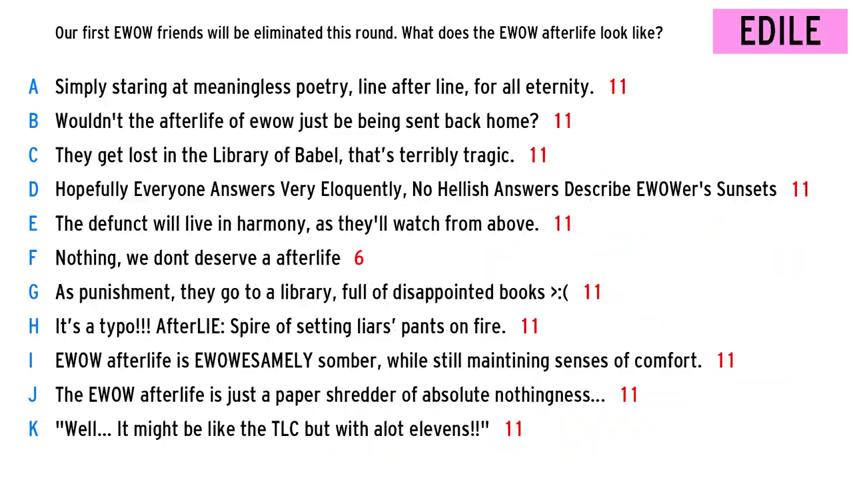 Our first EWOW friends will be eliminated this round. What does the EWOW afterlife look like?
EDILE
A Simply staring at meaningless poetry, line after line, for all eternity. 11
B Wouldn't the afterlife of ewow just be being sent back home? 11
C They get lost in the Library of Babel, that's terribly tragic. 11
D Hopefully Everyone Answers Very Eloquently, No Hellish Answers Describe EWOWer's Sunsets 11
E The defunct will live in harmony, as they'll watch from above. 11
F Nothing, we dont deserve a afterlife 6
G As punishment, they go to a library, full of disappointed books >:( 11
H It's a typo!!! AfterLIE: Spire of setting liars' pants on fire. 11
I EWOW afterlife is EWOWESAMELY somber, while still maintining senses of comfort. 11
J The EWOW afterlife is just a paper shredder of absolute nothingness... 11
K "Well... It might be like the TLC but with alot elevens!!" 11